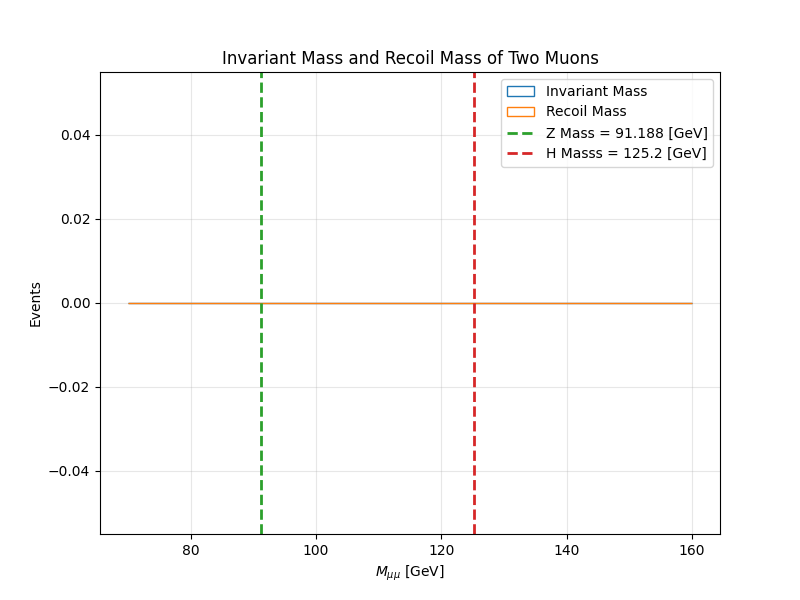 Invariant Mass and Recoil Mass of Two Muons
Invariant Mass
Recoil Mass
Z Mass = 91.188 [GeV]
H Masss = 125.2 [GeV]
0.04
0.02
0.00
−0.02
−0.04
Events
80 100 120 140 160
$M_{\mu\mu}$ [GeV]